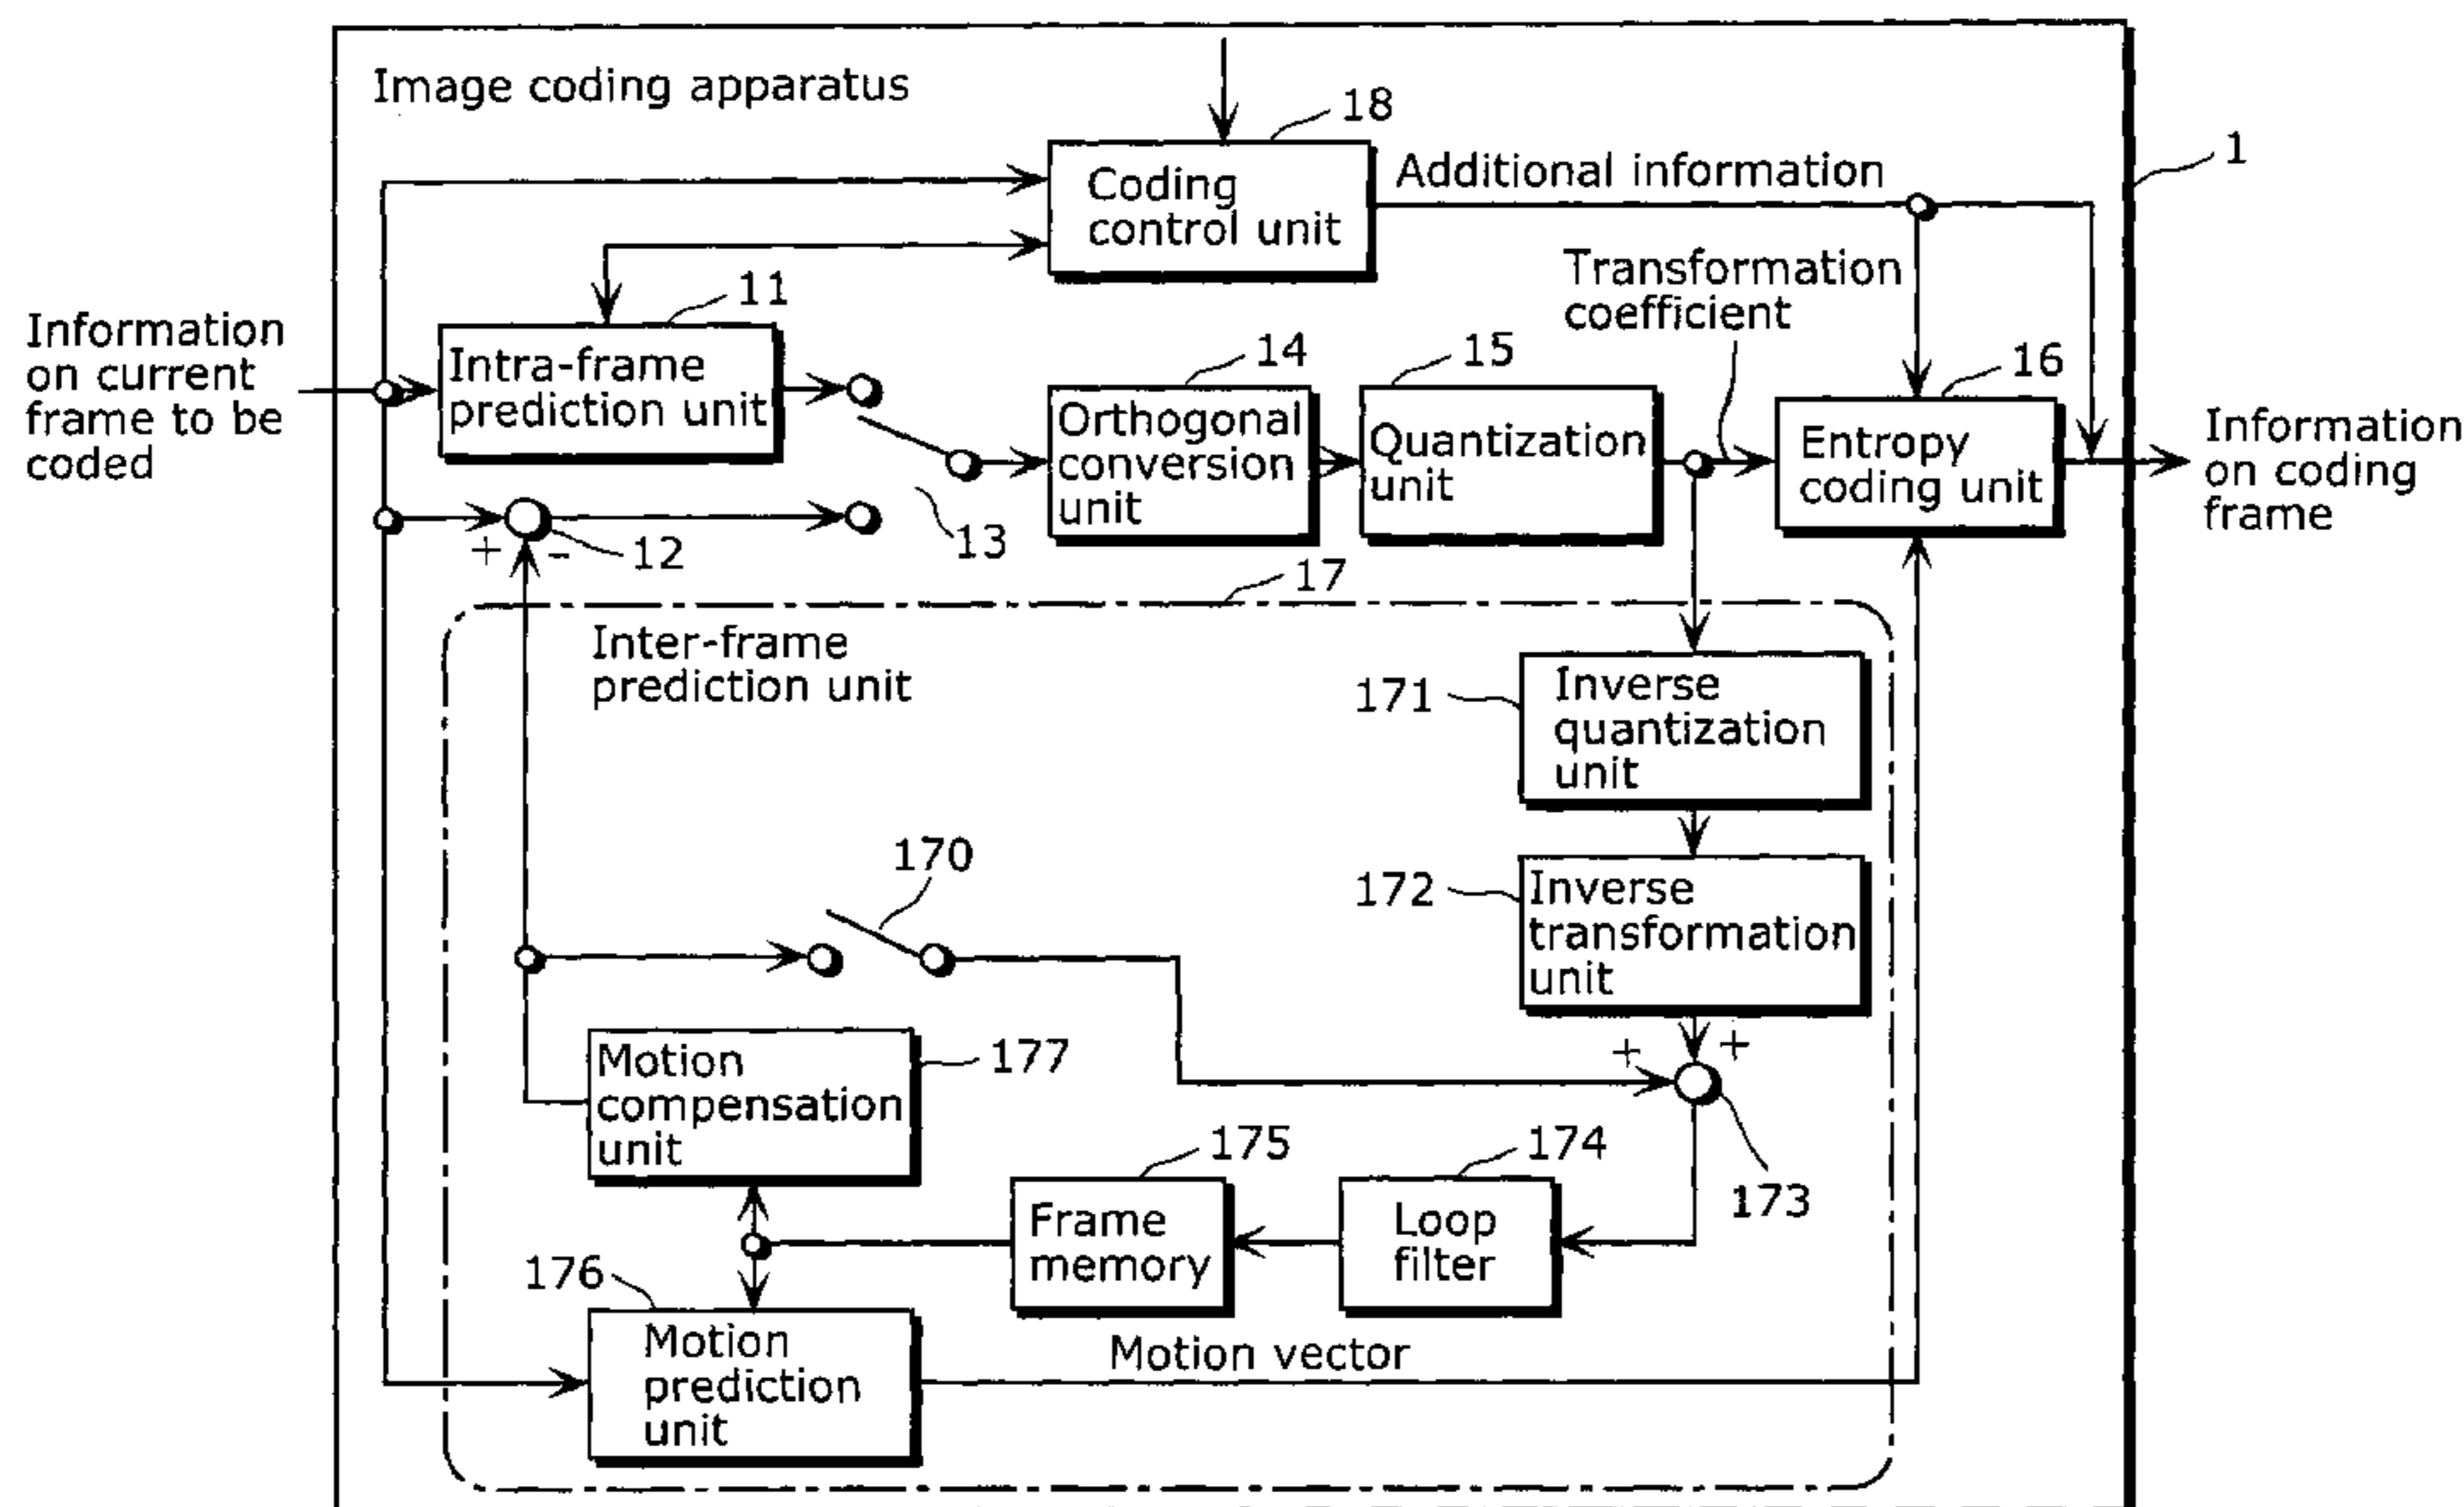 Image coding apparatus
18
1
Coding
control unit
Additional information
Transformation
coefficient
Information
on current
frame to be
coded
11
Intra-frame
prediction unit
14
Orthogonal
conversion
unit
15
Quantization
unit
16
Entropy
coding unit
Information
on coding
frame
+
-
12
13
17
Inter-frame
prediction unit
171
Inverse
quantization
unit
170
172
Inverse
transformation
unit
+
+
177
Motion
compensation
unit
173
175
Frame
memory
174
Loop
filter
176
Motion
prediction
unit
Motion vector